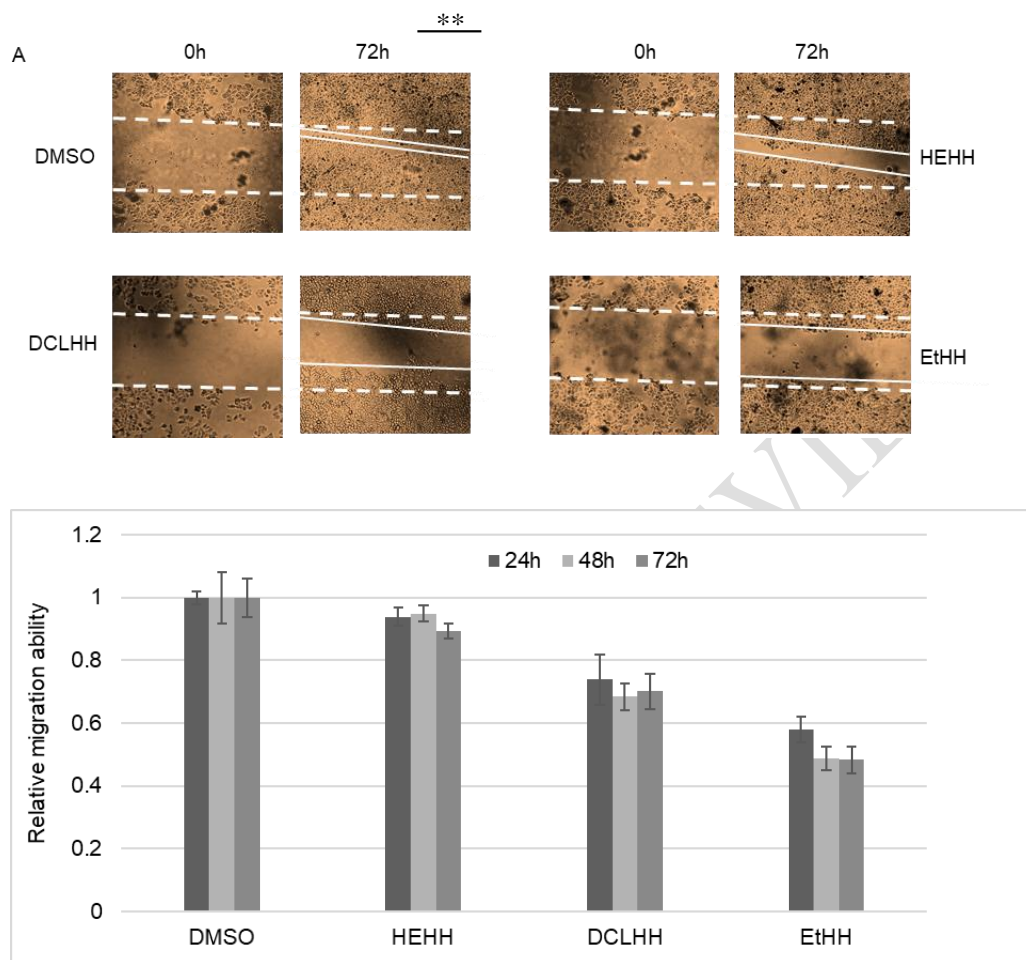 **
A
0h 72h 0h 72h
DMSO HEHH
DCLHH EtHH
1.2
24h 48h 72h
1
0.8
0.6
0.4
0.2
0
Relative migration ability
DMSO HEHH DCLHH EtHH